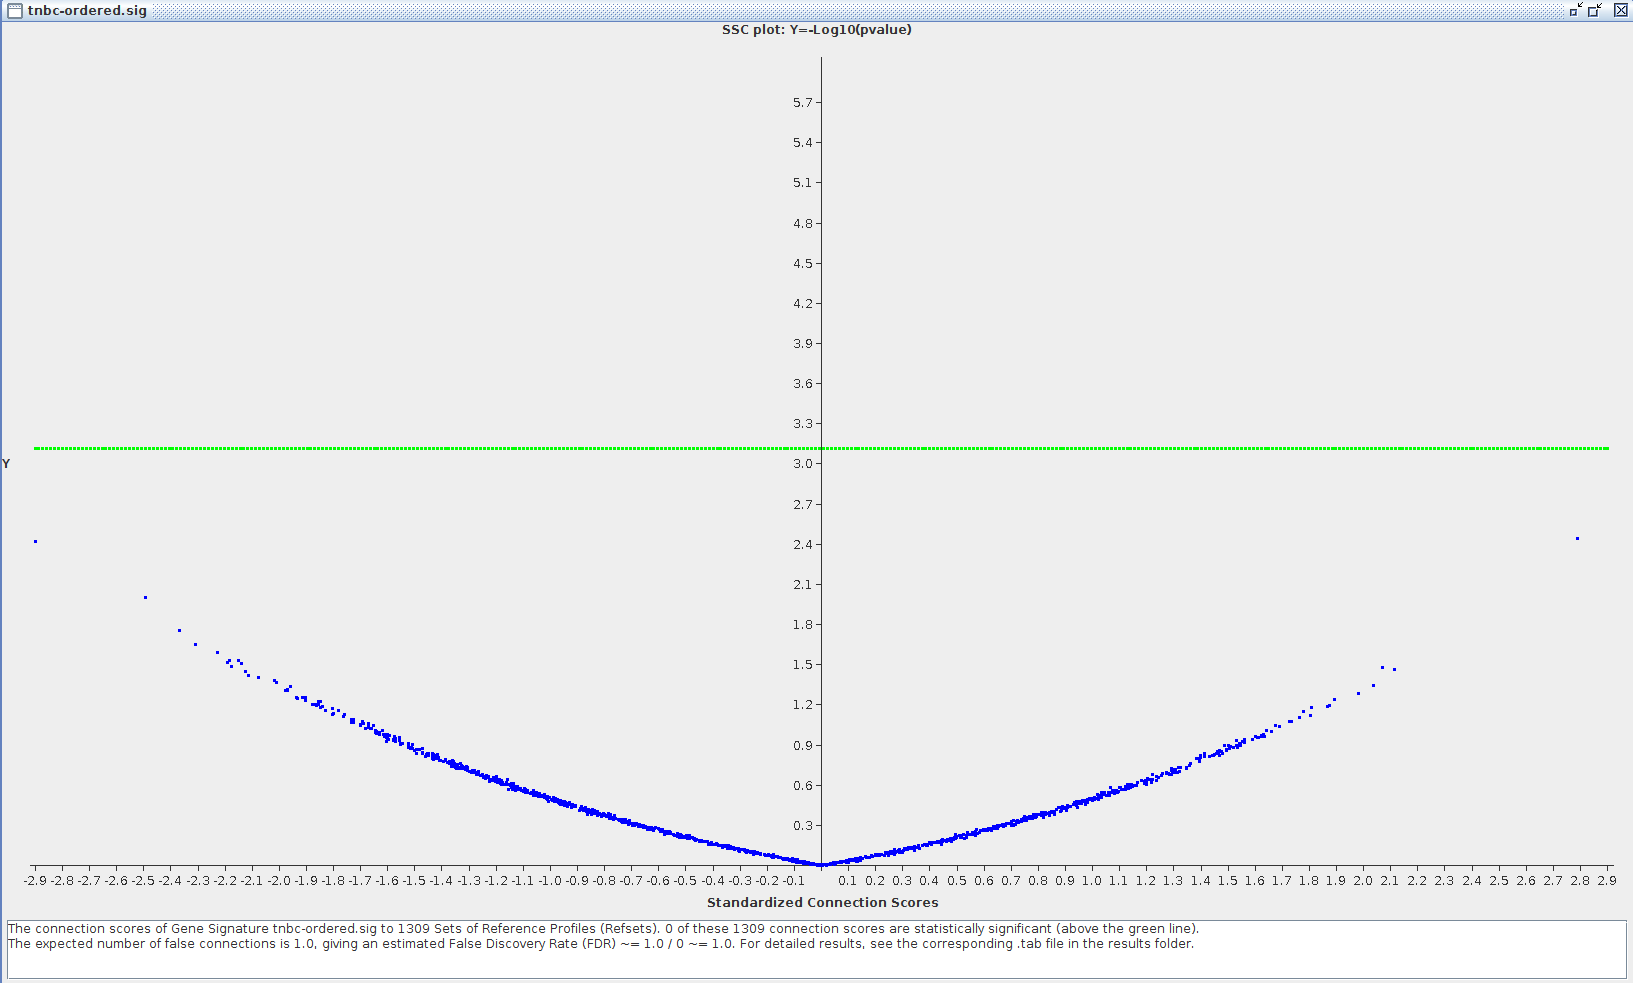 tnbc-ordered.sig
SSC plot: Y=-Log10(pvalue)
5.7
5.4
5.1
4.8
4.5
4.2
3.9
3.6
3.3
Y
3.0
2.7
2.4
2.1
1.8
1.5
1.2
0.9
0.6
0.3
-2.9 -2.8 -2.7 -2.6 -2.5 -2.4 -2.3 -2.2 -2.1 -2.0 -1.9 -1.8 -1.7 -1.6 -1.5 -1.4 -1.3 -1.2 -1.1 -1.0 -0.9 -0.8 -0.7 -0.6 -0.5 -0.4 -0.3 -0.2 -0.1 0.1 0.2 0.3 0.4 0.5 0.6 0.7 0.8 0.9 1.0 1.1 1.2 1.3 1.4 1.5 1.6 1.7 1.8 1.9 2.0 2.1 2.2 2.3 2.4 2.5 2.6 2.7 2.8 2.9
Standardized Connection Scores
The connection scores of Gene Signature tnbc-ordered.sig to 1309 Sets of Reference Profiles (Refsets). 0 of these 1309 connection scores are statistically significant (above the green line).
The expected number of false connections is 1.0, giving an estimated False Discovery Rate (FDR) ~= 1.0 / 0 ~= 1.0. For detailed results, see the corresponding .tab file in the results folder.